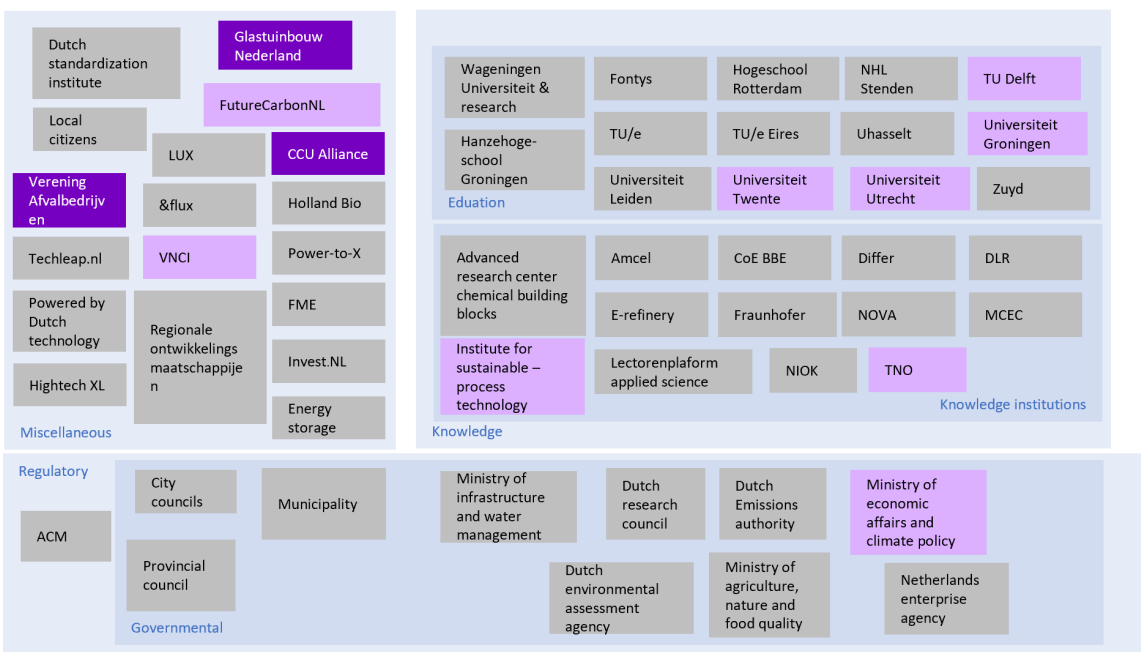 Dutch
standardization
institute
Glastuinbouw
Nederland
FutureCarbonNL
Local
citizens
LUX
CCU Alliance
Verening
Afvalbedrijv
en
&flux
Holland Bio
Techleap.nl
VNCI
Power-to-X
Powered by
Dutch
technology
Regionale
ontwikkelings
maatschappije
n
FME
Invest.NL
Hightech XL
Energy
storage
Miscellaneous
Wageningen
Universiteit &
research
Fontys
Hogeschool
Rotterdam
NHL
Stenden
TU Delft
Hanzehoge-
school
Groningen
TU/e
TU/e Eires
Uhasselt
Universiteit
Groningen
Universiteit
Leiden
Universiteit
Twente
Universiteit
Utrecht
Zuyd
Eduation
Advanced
research center
chemical building
blocks
Amcel
CoE BBE
Differ
DLR
E-refinery
Fraunhofer
NOVA
MCEC
Institute for
sustainable –
process
technology
Lectorenplaform
applied science
NIOK
TNO
Knowledge institutions
Knowledge
Regulatory
ACM
City
councils
Municipality
Ministry of
infrastructure
and water
management
Dutch
research
council
Dutch
Emissions
authority
Ministry of
economic
affairs and
climate policy
Provincial
council
Dutch
environmental
assessment
agency
Ministry of
agriculture,
nature and
food quality
Netherlands
enterprise
agency
Governmental